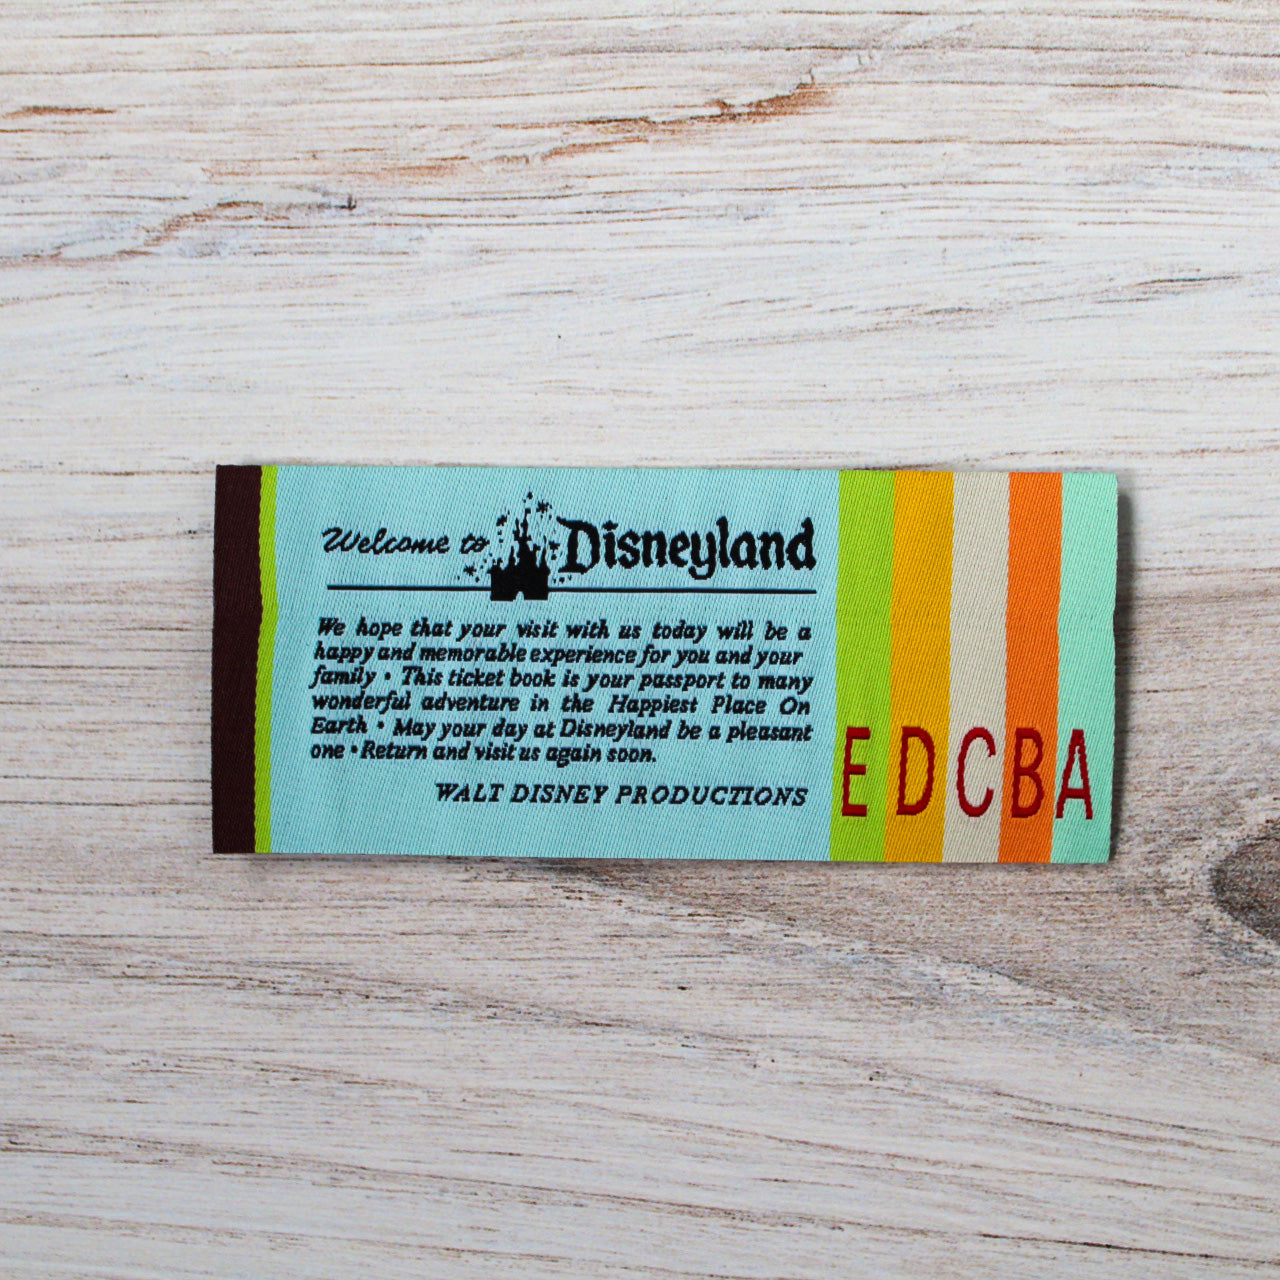 Welcome to Disneyland
We hope that your visit with us today will be a
happy and memorable experience for you and your
family • This ticket book is your passport to many
wonderful adventure in the Happiest Place On
Earth • May your day at Disneyland be a pleasant
one • Return and visit us again soon.
WALT DISNEY PRODUCTIONS
E D C B A